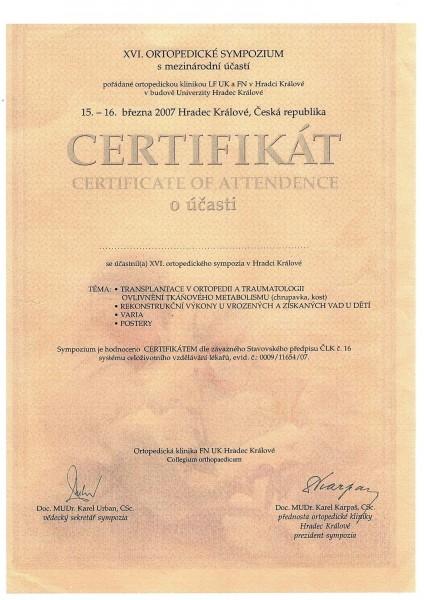 XVI. ORTOPEDICKÉ SYMPOZIUM
s mezinárodní účastí
pořádané ortopedickou klinikou LF UK a FN v Hradci Králové
v budově Univerzity Hradec Králové
15. – 16. března 2007 Hradec Králové, Česká republika
CERTIFIKÁT
CERTIFICATE OF ATTENDENCE
o účasti
se účastnil(a) XVI. ortopedického sympozia v Hradci Králové
TÉMA: • TRANSPLANTACE V ORTOPEDII A TRAUMATOLOGII
OVLIVNĚNÍ TKÁŇOVÉHO METABOLISMU (chrupavka, kost)
• REKONSTRUKČNÍ VÝKONY U VROZENÝCH A ZÍSKANÝCH VAD U DĚTÍ
• VARIA
• POSTERY
Sympozium je hodnoceno CERTIFIKÁTEM dle závazného Stavovského předpisu ČLK č. 16
systému celoživotního vzdělávání lékařů, evid. č.: 0009/11654/07.
Ortopedická klinika FN UK Hradec Králové
Collegium orthopaedicum
Doc. MUDr. Karel Urban, CSc.
vědecký sekretář sympozia
Doc. MUDr. Karel Karpaš, CSc.
přednosta ortopedické kliniky
Hradec Králové
prezident sympozia